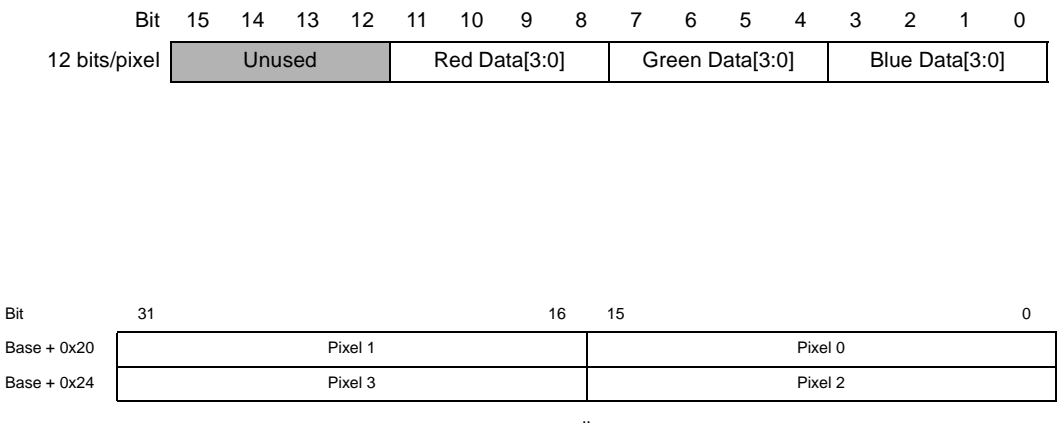 Bit 15 14 13 12 11 10 9 8 7 6 5 4 3 2 1 0
12 bits/pixel Unused Red Data[3:0] Green Data[3:0] Blue Data[3:0]
Bit 31 16 15 0
Base + 0x20 Pixel 1 Pixel 0
Base + 0x24 Pixel 3 Pixel 2